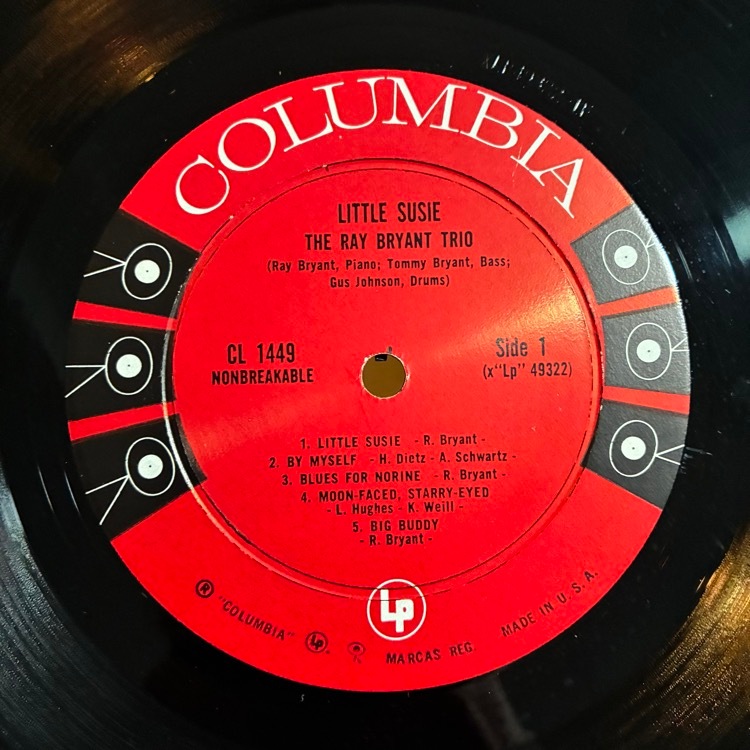 COLUMBIA
LITTLE SUSIE
THE RAY BRYANT TRIO
(Ray Bryant, Piano; Tommy Bryant, Bass;
Gus Johnson, Drums)
CL 1449
NONBREAKABLE
Side 1
(x"Lp" 49322)
1. LITTLE SUSIE - R. Bryant -
2. BY MYSELF - H. Dietz - A. Schwartz -
3. BLUES FOR NORINE - R. Bryant -
4. MOON-FACED, STARRY-EYED
- L. Hughes - K. Weill -
5. BIG BUDDY
- R. Bryant -
Lp
® "COLUMBIA" Lp MARCAS REG. MADE IN U. S. A.